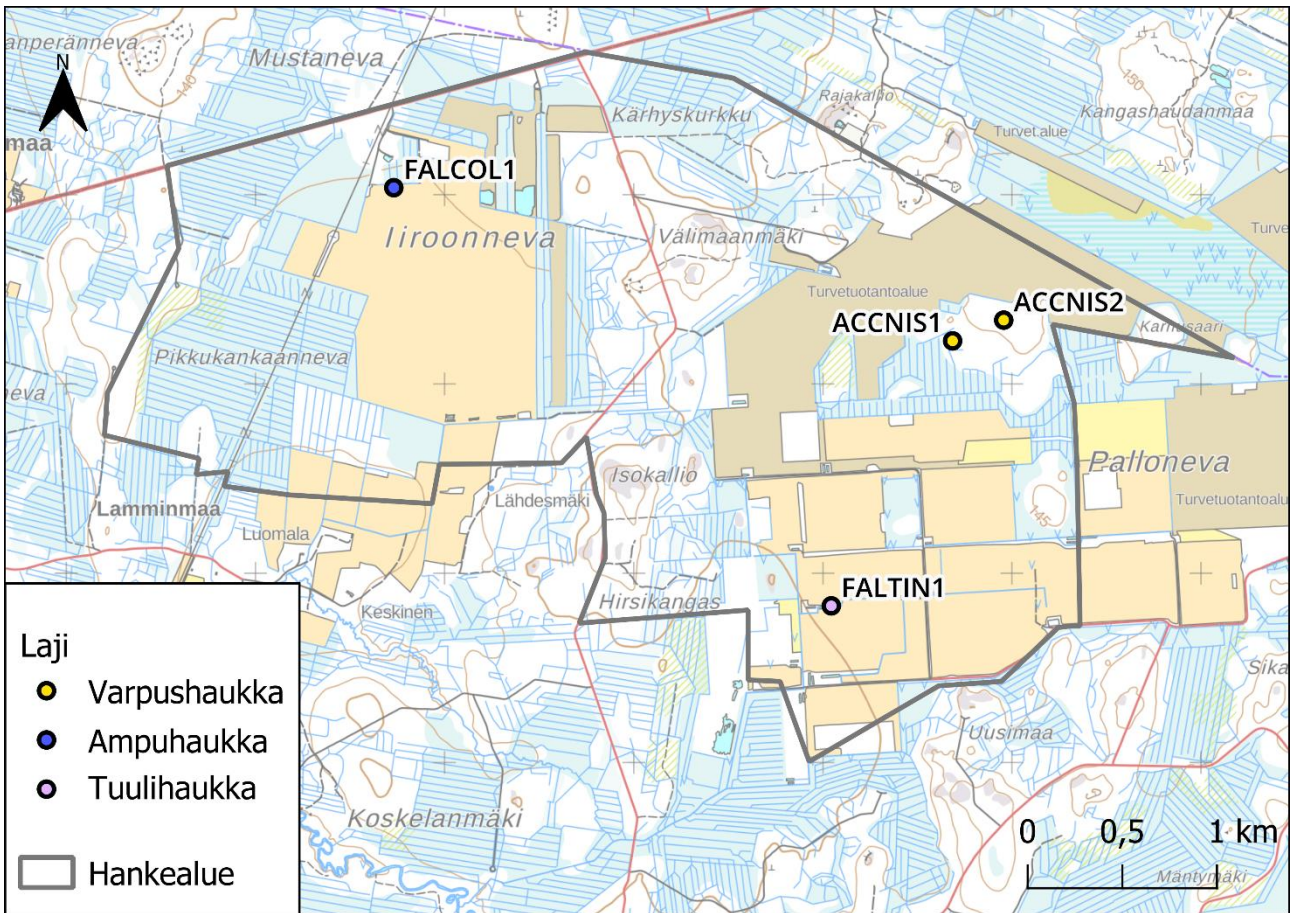 anperänneva
Mustaneva
N
140
maa
Kärhyskurkku
Rajakallio
150
Kangashaudanmaa
Turvet alue
FALCOL1
Iiroonneva
Välimaanmäki
Turve
Turvetuotantoalue
ACCNIS2
ACCNIS1
Karhusaari
Pikkukankaanneva
neva
Palloneva
Isokallio
Lähdesmäki
Turvetuotantoalu
Lamminmaa
Luomala
145
FALTIN1
Hirsikangas
Keskinen
Sika
Uusimaa
Koskelanmäki
Mäntymäki
Laji
Varpushaukka
Ampuhaukka
Tuulihaukka
Hankealue
0 0,5 1 km